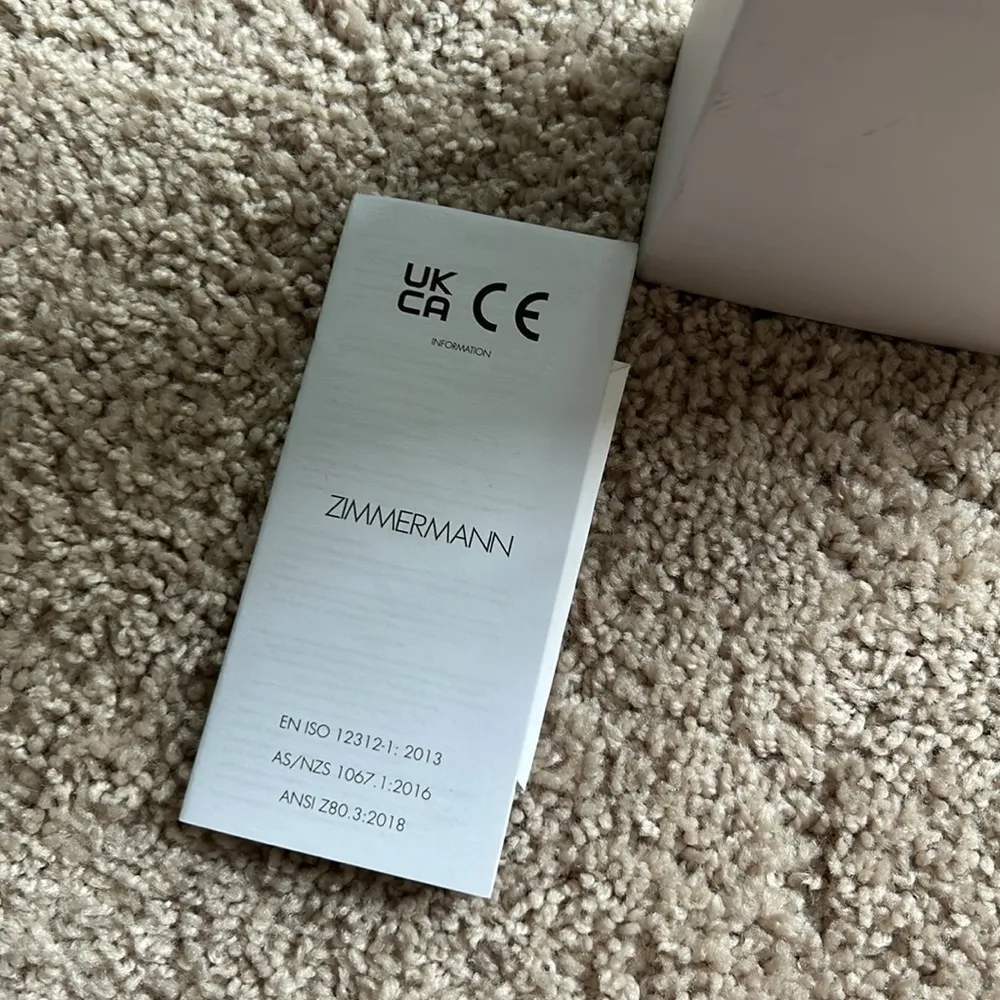 UK CE
CA
INFORMATION
ZIMMERMANN
EN ISO 12312-1: 2013
AS/NZS 1067.1:2016
ANSI Z80.3:2018